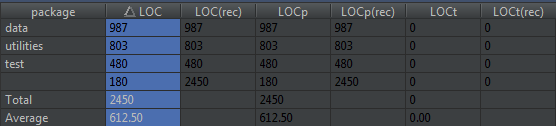 package LOC LOC(rec) LOCp LOCp(rec) LOCt LOCt(rec)
data 987 987 987 987 0 0
utilities 803 803 803 803 0 0
test 480 480 480 480 0 0
180 2450 180 2450 0 0
Total 2450 2450 0
Average 612.50 612.50 0.00